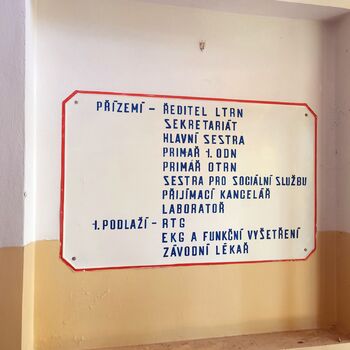 PŘÍZEMÍ - ŘEDITEL LTRN
SEKRETARIÁT
HLAVNÍ SESTRA
PRIMAŘ 1. ODN
PRIMÁŘ OTRN
SESTRA PRO SOCIÁLNÍ SLUŽBU
PŘIJÍMACÍ KANCELÁŘ
LABORATOŘ
1. PODLAŽÍ - RTG
EKG A FUNKČNÍ VYŠETŘENÍ
ZÁVODNÍ LÉKAŘ